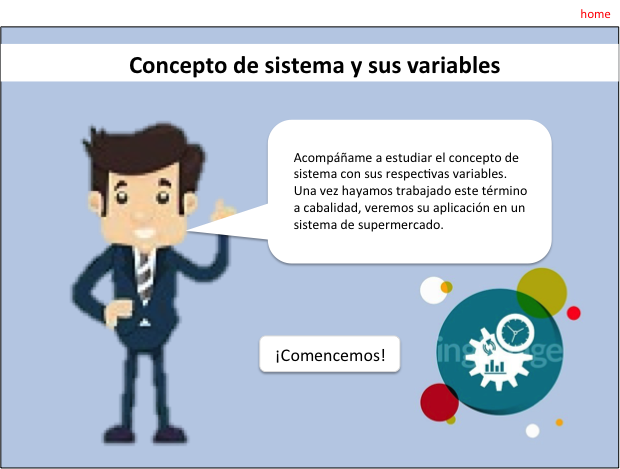 home
Concepto de sistema y sus variables
Acompáñame a estudiar el concepto de
sistema con sus respectivas variables.
Una vez hayamos trabajado este término
a cabalidad, veremos su aplicación en un
sistema de supermercado.
¡Comencemos!